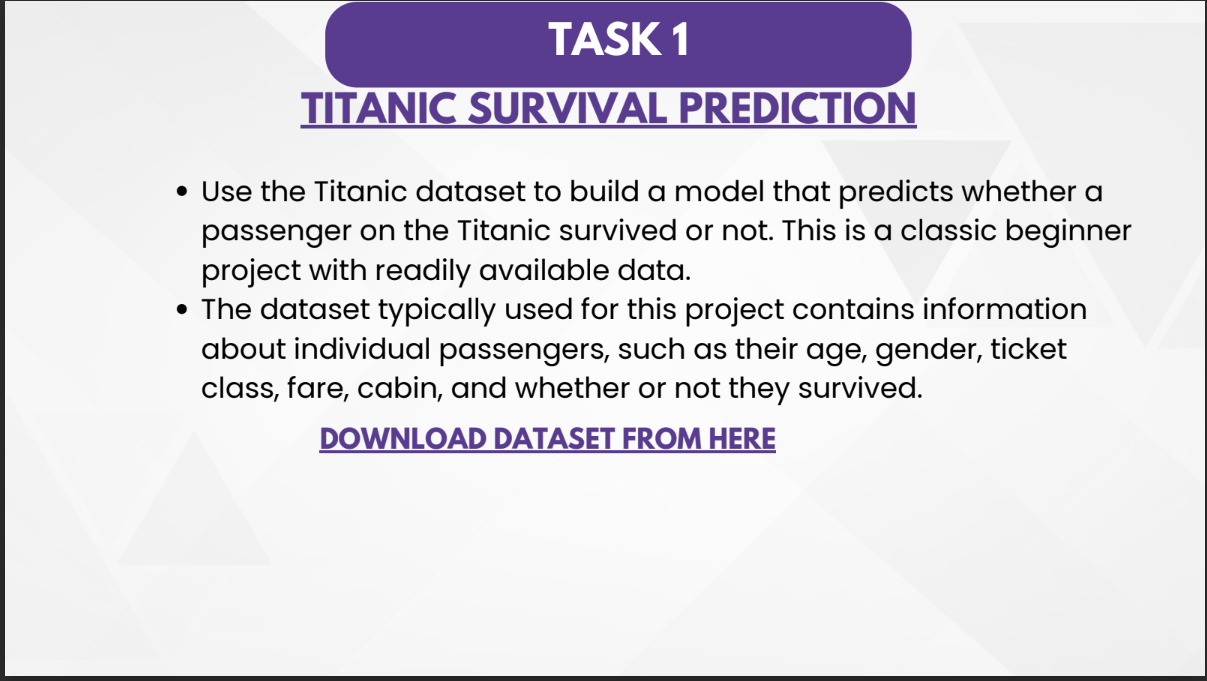 TASK 1
TITANIC SURVIVAL PREDICTION
• Use the Titanic dataset to build a model that predicts whether a
passenger on the Titanic survived or not. This is a classic beginner
project with readily available data.
• The dataset typically used for this project contains information
about individual passengers, such as their age, gender, ticket
class, fare, cabin, and whether or not they survived.
DOWNLOAD DATASET FROM HERE